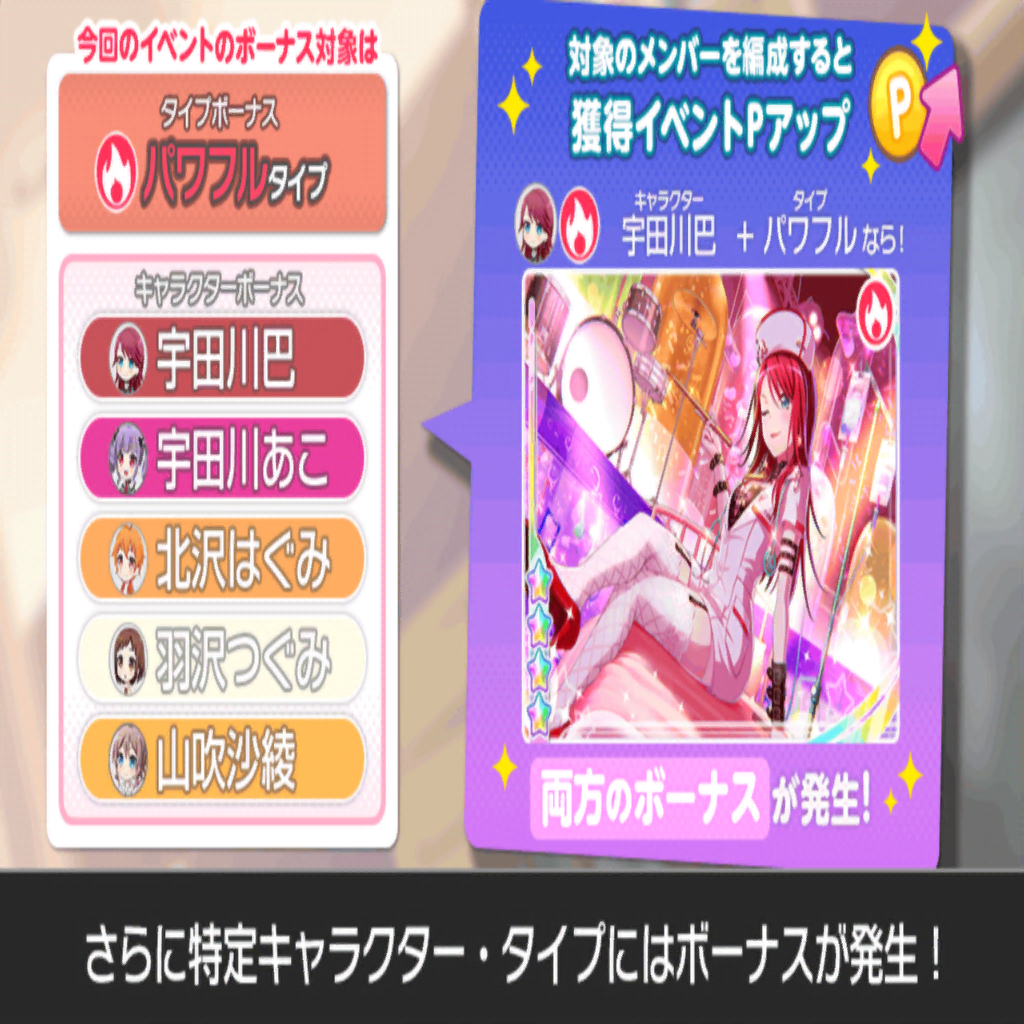 今回のイベントのボーナス対象は
タイプボーナス
パワフルタイプ
キャラクターボーナス
宇田川巴
宇田川あこ
北沢はぐみ
羽沢つぐみ
山吹沙綾
対象のメンバーを編成すると
獲得イベントPアップ
P
キャラクター タイプ
宇田川巴 + パワフルなら!
両方のボーナスが発生!
さらに特定キャラクター・タイプにはボーナスが発生!